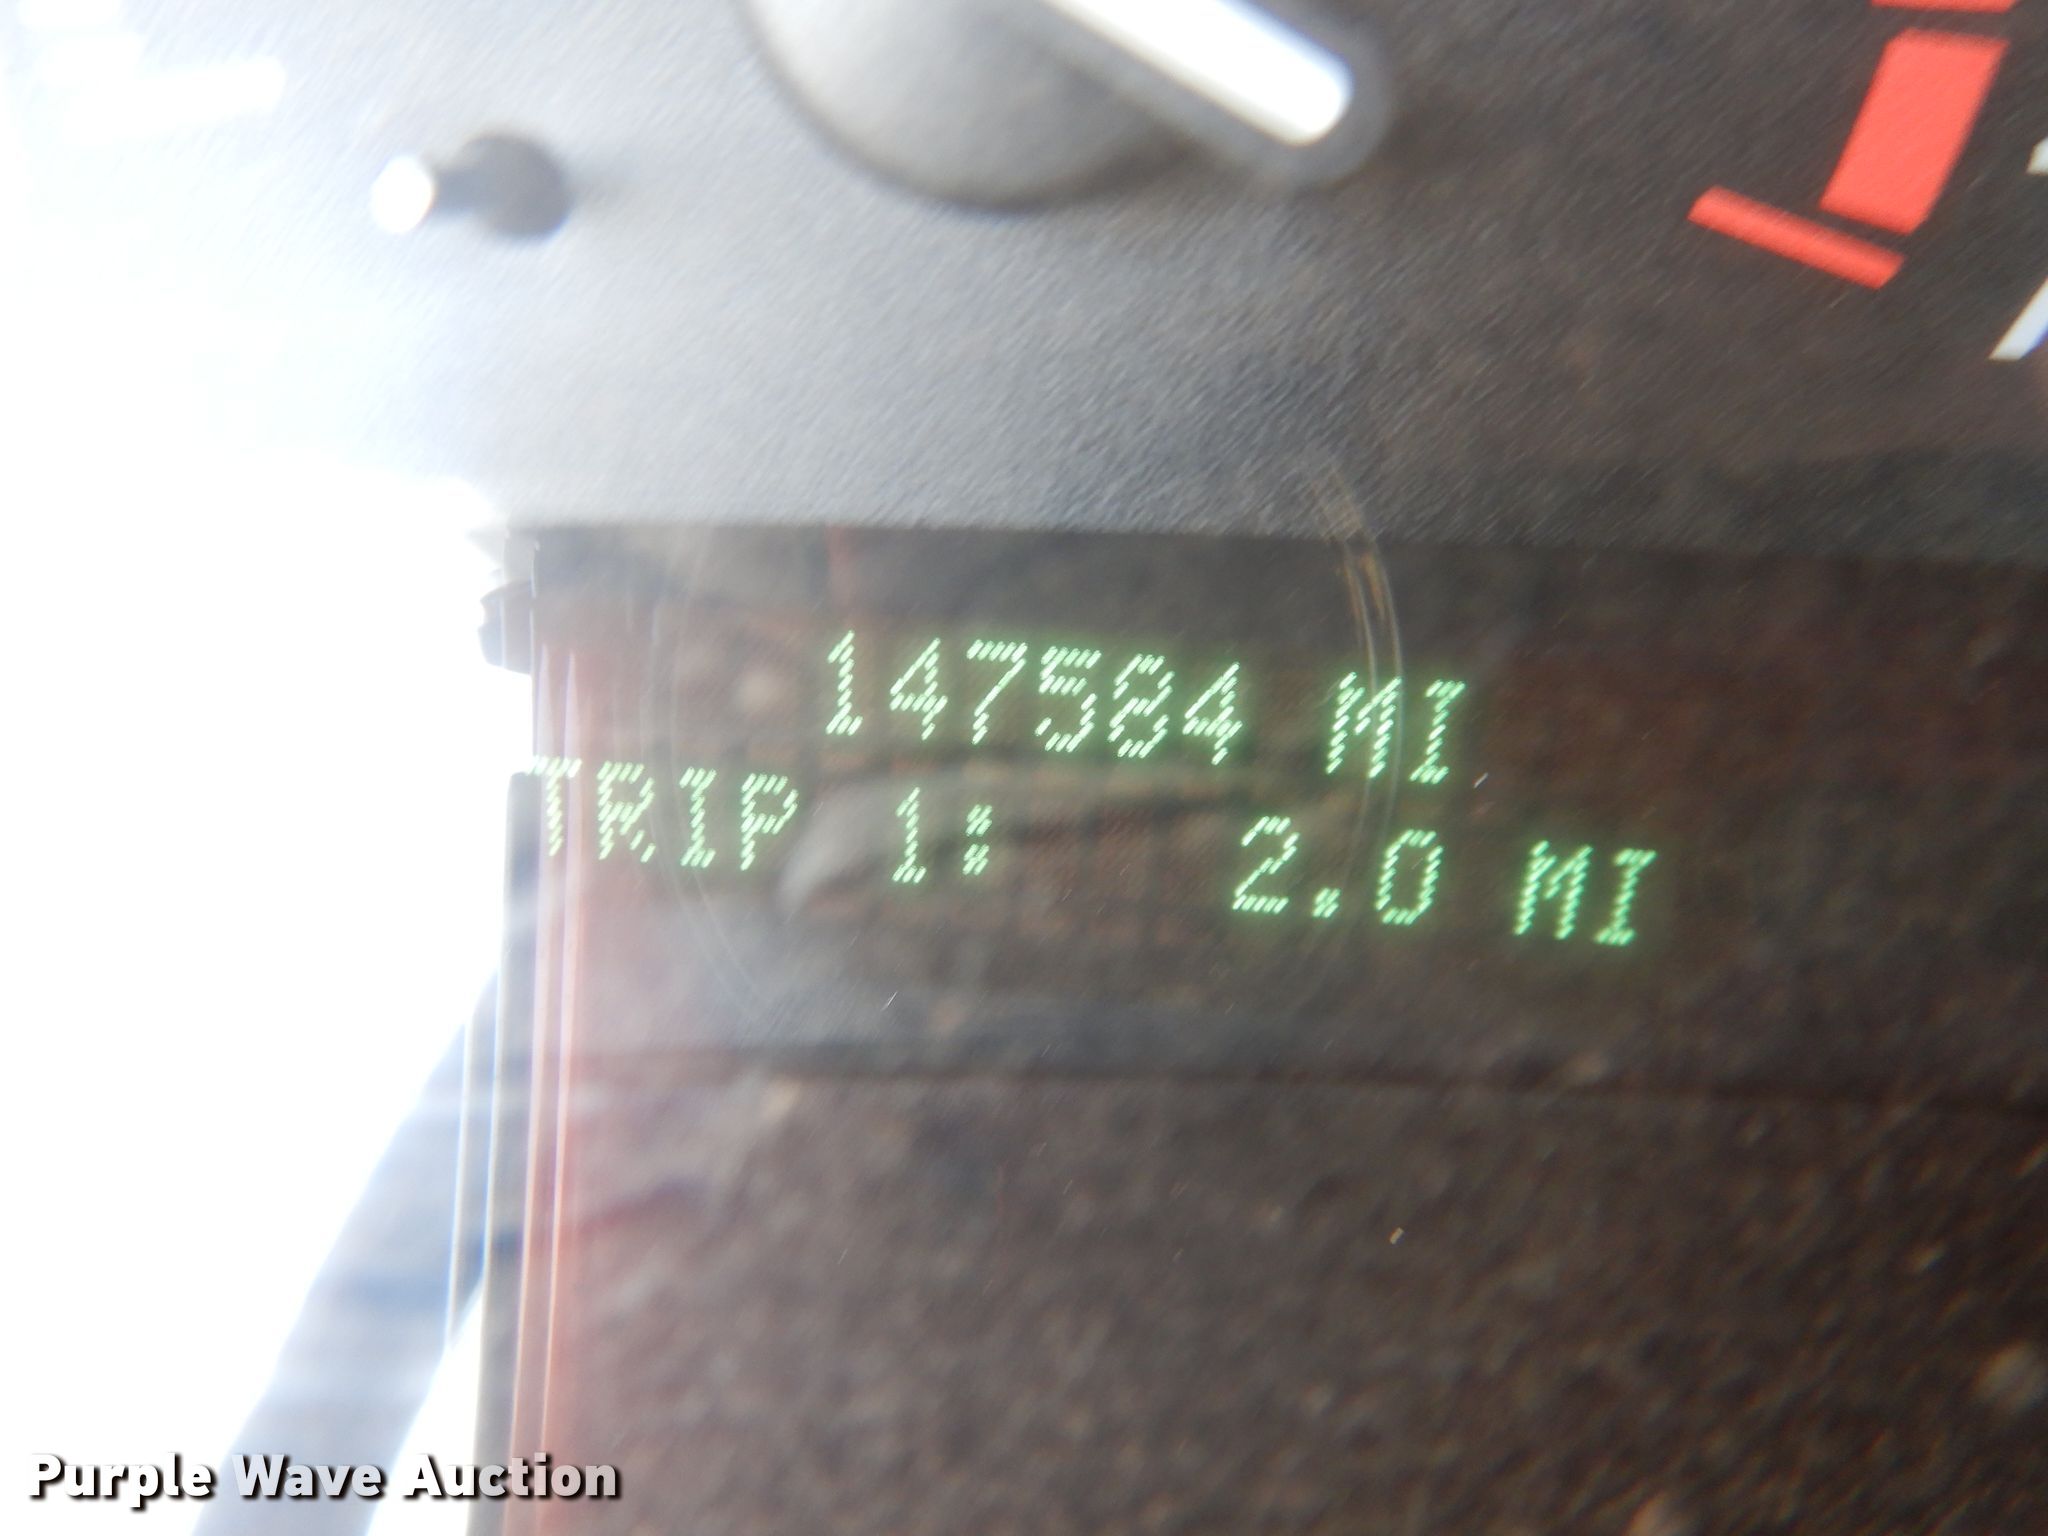 147584 MI
TRIP 1: 2.0 MI
Purple Wave Auction